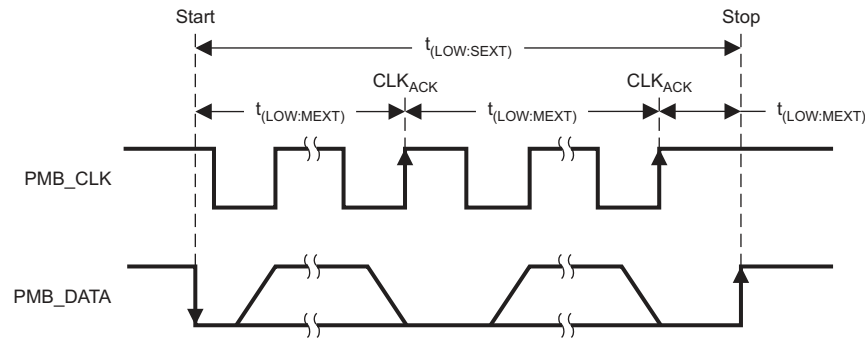 Start
Stop
t(LOW:SEXT)
CLKACK
CLKACK
t(LOW:MEXT)
t(LOW:MEXT)
t(LOW:MEXT)
PMB_CLK
PMB_DATA